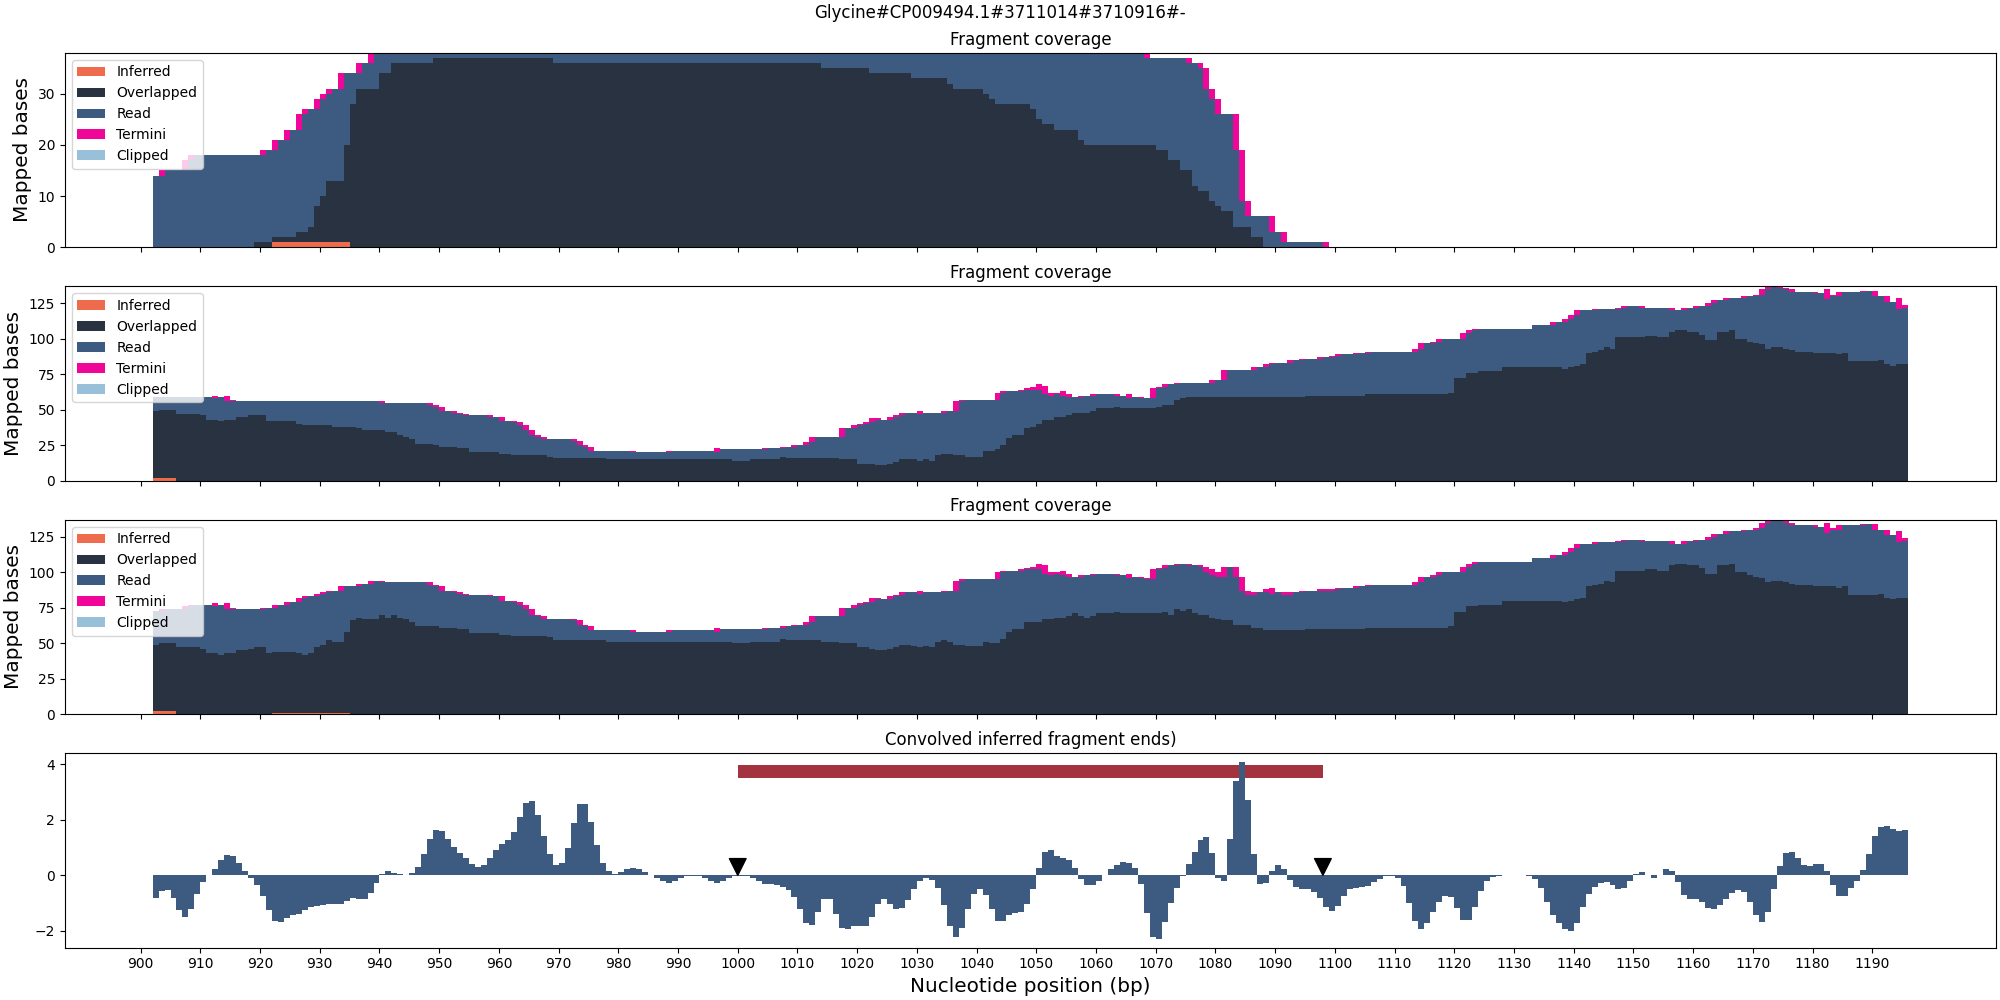 Glycine#CP009494.1#3711014#3710916#-
Fragment coverage
Mapped bases
30
20
10
0
Inferred
Overlapped
Read
Termini
Clipped
Fragment coverage
Mapped bases
125
100
75
50
25
0
Inferred
Overlapped
Read
Termini
Clipped
Fragment coverage
Mapped bases
125
100
75
50
25
0
Inferred
Overlapped
Read
Termini
Clipped
Convolved inferred fragment ends)
4
2
0
−2
900 910 920 930 940 950 960 970 980 990 1000 1010 1020 1030 1040 1050 1060 1070 1080 1090 1100 1110 1120 1130 1140 1150 1160 1170 1180 1190
Nucleotide position (bp)